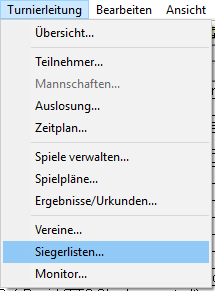 Turnierleitung Bearbeiten Ansicht
Übersicht...
Teilnehmer...
Mannschaften...
Auslosung...
Zeitplan...
Spiele verwalten...
Spielpläne...
Ergebnisse/Urkunden...
Vereine...
Siegerlisten...
Monitor...